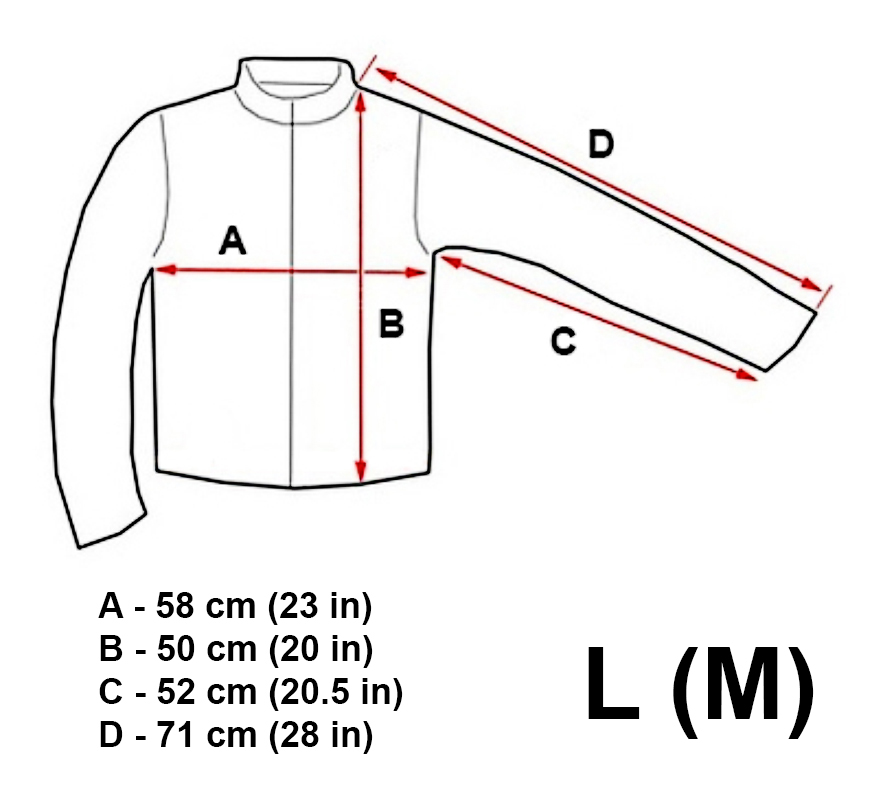 D
A
B
C
A - 58 cm (23 in)
B - 50 cm (20 in)
C - 52 cm (20.5 in)
D - 71 cm (28 in)
L (M)